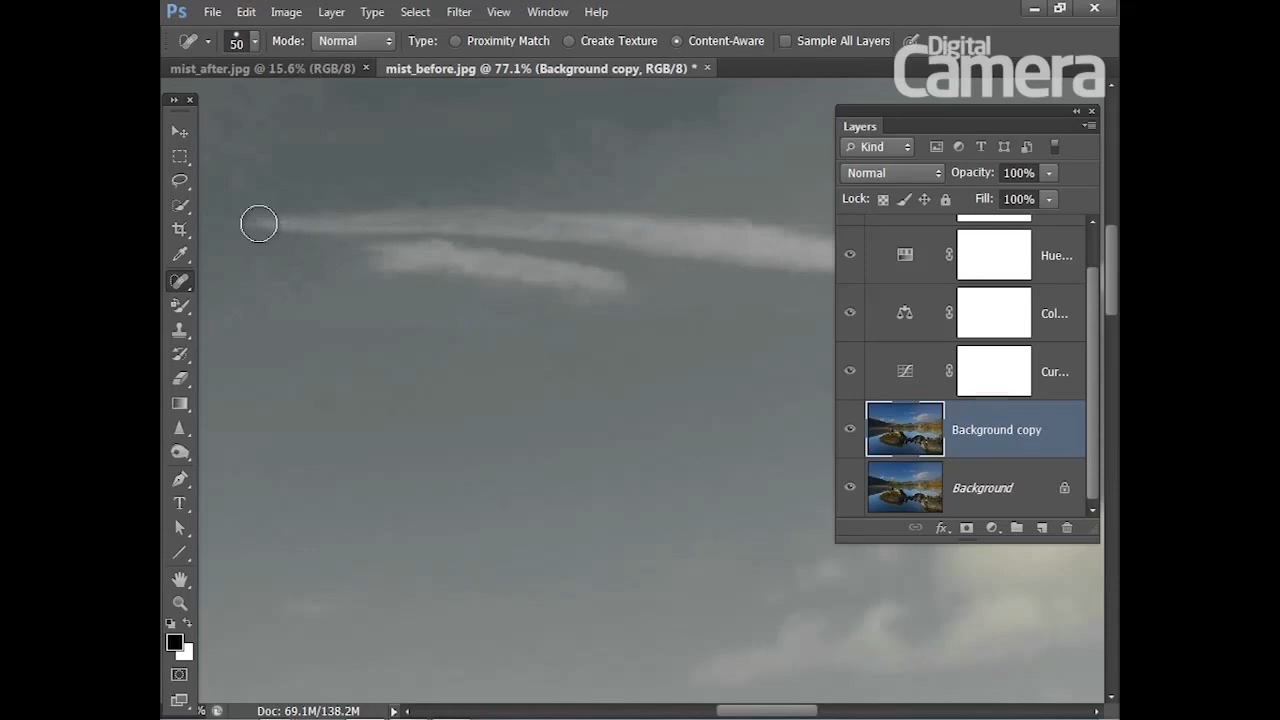 Ps File Edit Image Layer Type Select Filter View Window Help
50 Mode: Normal Type: Proximity Match Create Texture Content-Aware Sample All Layers
Digital
Camera
mist_after.jpg @ 15.6% (RGB/8) × mist_before.jpg @ 77.1% (Background copy, RGB/8) * ×
Layers
Kind
Normal Opacity: 100%
Lock: Fill: 100%
Hue...
Col...
Cur...
Background copy
Background
fx
% Doc: 69.1M/138.2M